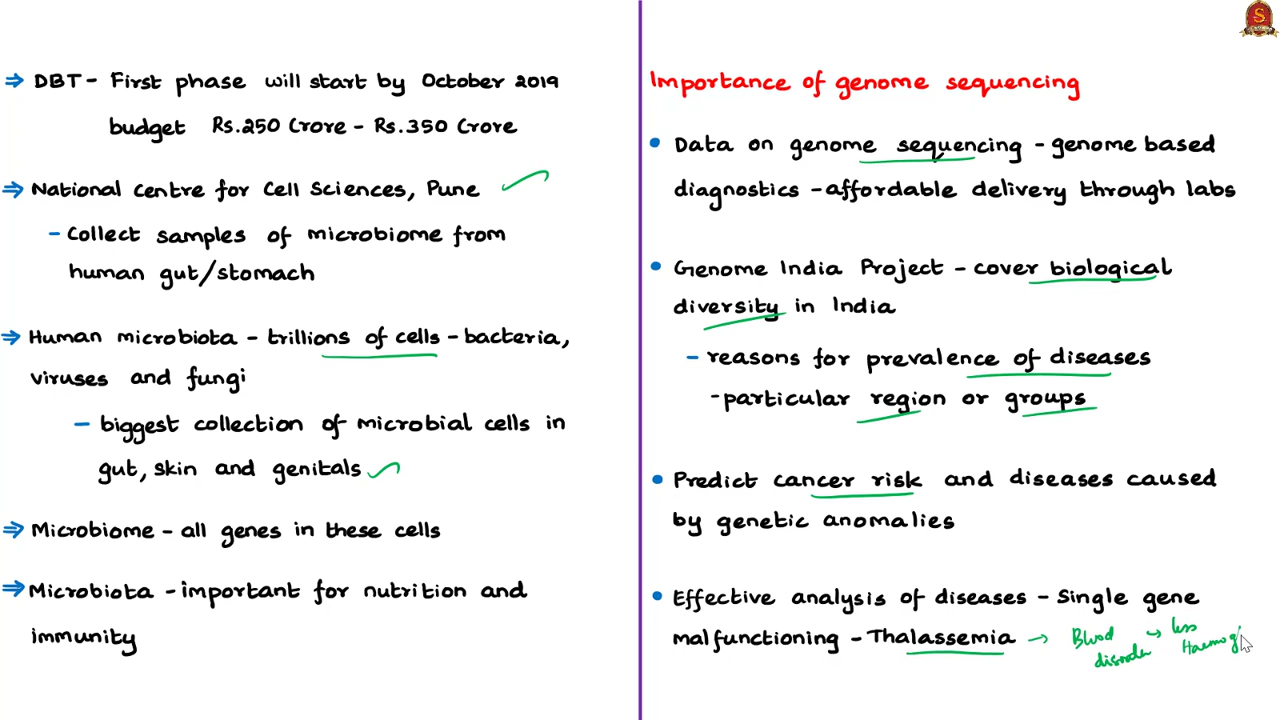 ⇒ DBT - First phase will start by October 2019
budget Rs.250 Crore - Rs.350 Crore
⇒ National Centre for Cell Sciences, Pune
- Collect samples of microbiome from
human gut/stomach
⇒ Human microbiota - trillions of cells - bacteria,
viruses and fungi
- biggest collection of microbial cells in
gut, skin and genitals
⇒ Microbiome - all genes in these cells
⇒ Microbiota - important for nutrition and
immunity
Importance of genome sequencing
• Data on genome sequencing - genome based
diagnostics - affordable delivery through labs
• Genome India Project - cover biological
diversity in India
- reasons for prevalence of diseases
- particular region or groups
• Predict cancer risk and diseases caused
by genetic anomalies
• Effective analysis of diseases - Single gene
malfunctioning - Thalassemia → Blood disorder → less